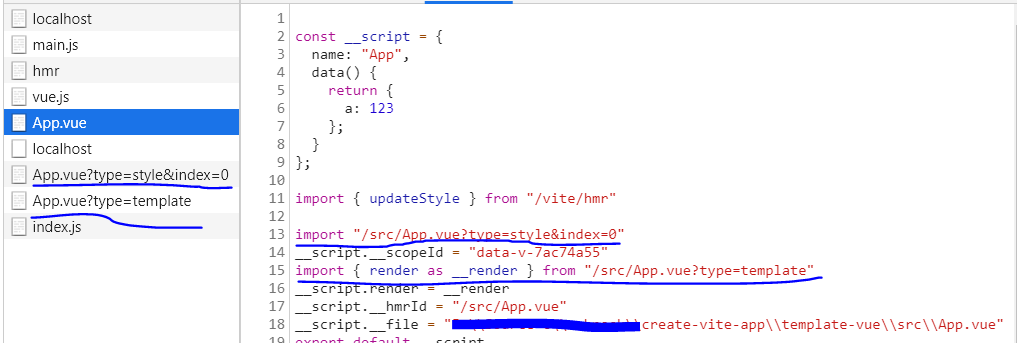 localhost
main.js
hmr
vue.js
App.vue
localhost
App.vue?type=style&index=0
App.vue?type=template
index.js
1
2 const __script = {
3 name: "App",
4 data() {
5 return {
6 a: 123
7 };
8 }
9 };
10
11 import { updateStyle } from "/vite/hmr"
12
13 import "/src/App.vue?type=style&index=0"
14 __script.__scopeId = "data-v-7ac74a55"
15 import { render as __render } from "/src/App.vue?type=template"
16 __script.render = __render
17 __script.__hmrId = "/src/App.vue"
18 __script.__file = " \\create-vite-app\\template-vue\\src\\App.vue"
19 export default __script